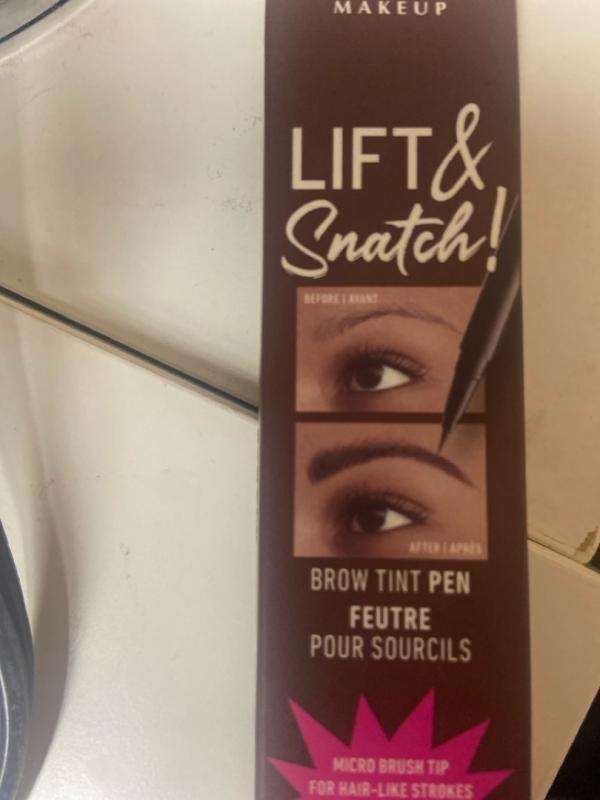 MAKEUP
LIFT &
Snatch!
BEFORE | AVANT
AFTER | APRÈS
BROW TINT PEN
FEUTRE
POUR SOURCILS
MICRO BRUSH TIP
FOR HAIR-LIKE STROKES